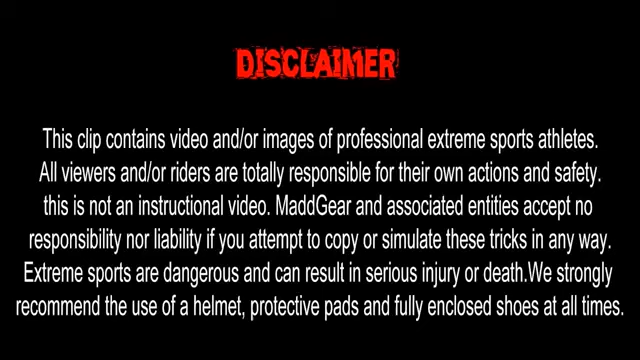 DISCLAIMER
This clip contains video and/or images of professional extreme sports athletes.
All viewers and/or riders are totally responsible for their own actions and safety.
this is not an instructional video. MaddGear and associated entities accept no
responsibility nor liability if you attempt to copy or simulate these tricks in any way.
Extreme sports are dangerous and can result in serious injury or death.We strongly
recommend the use of a helmet, protective pads and fully enclosed shoes at all times.